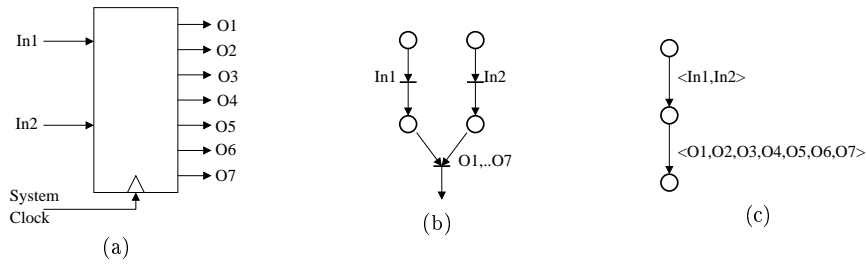 In1
In2
System
Clock
O1
O2
O3
O4
O5
O6
O7
(a)
In1
In2
O1,..O7
(b)
<In1,In2>
<O1,O2,O3,O4,O5,O6,O7>
(c)